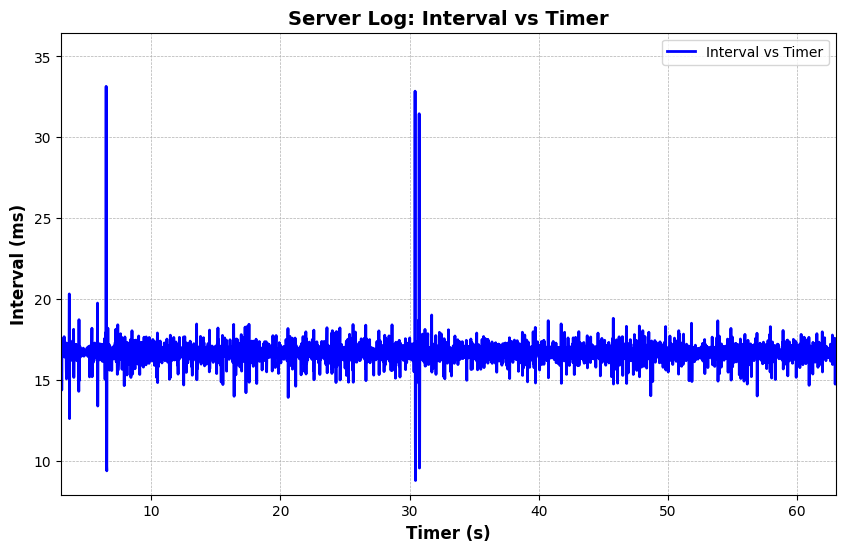 Server Log: Interval vs Timer
Interval vs Timer
35
30
25
20
15
10
Interval (ms)
10 20 30 40 50 60
Timer (s)